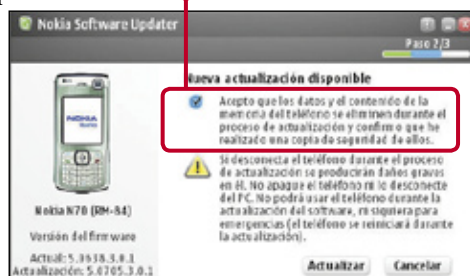 Nokia Software Updater
Paso 2/3
Nueva actualización disponible
Acepto que los datos y el contenido de la
memoria del teléfono se eliminen durante el
proceso de actualización y confirmo que he
realizado una copia de seguridad de ellos.
Si desconecta el teléfono durante el proceso
de actualización se producirán daños graves
en él. No apague el teléfono ni lo desconecte
del PC. No podrá usar el teléfono durante la
actualización del software, ni siquiera para
emergencias (el teléfono se reiniciará durante
la actualización).
NOKIA
Nokia N70 (RM-84)
Versión del firmware
Actual: 5.0638.3.0.1
Actualización: 5.0705.3.0.1
Actualizar
Cancelar